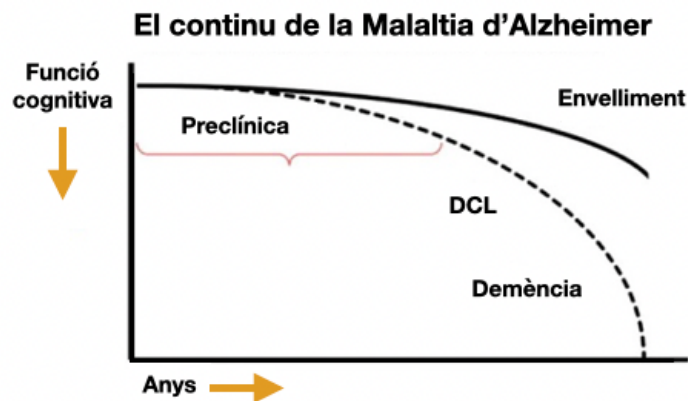 El continu de la Malaltia d'Alzheimer
Funció
cognitiva
Envelliment
Preclínica
DCL
Demència
Anys